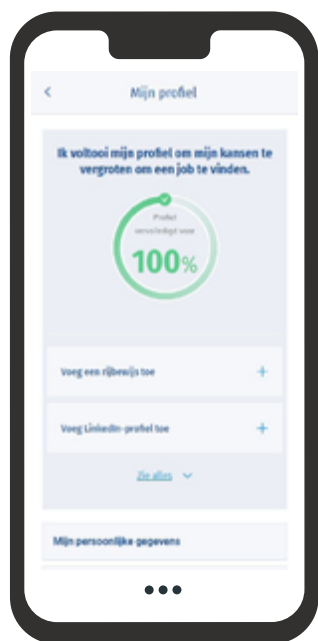 Mijn profiel
Ik voltooi mijn profiel om mijn kansen te
vergroten om een job te vinden.
Profiel
vervolledigd voor
100%
Voeg een rijbewijs toe
Voeg LinkedIn-profiel toe
Zie alles
Mijn persoonlijke gegevens